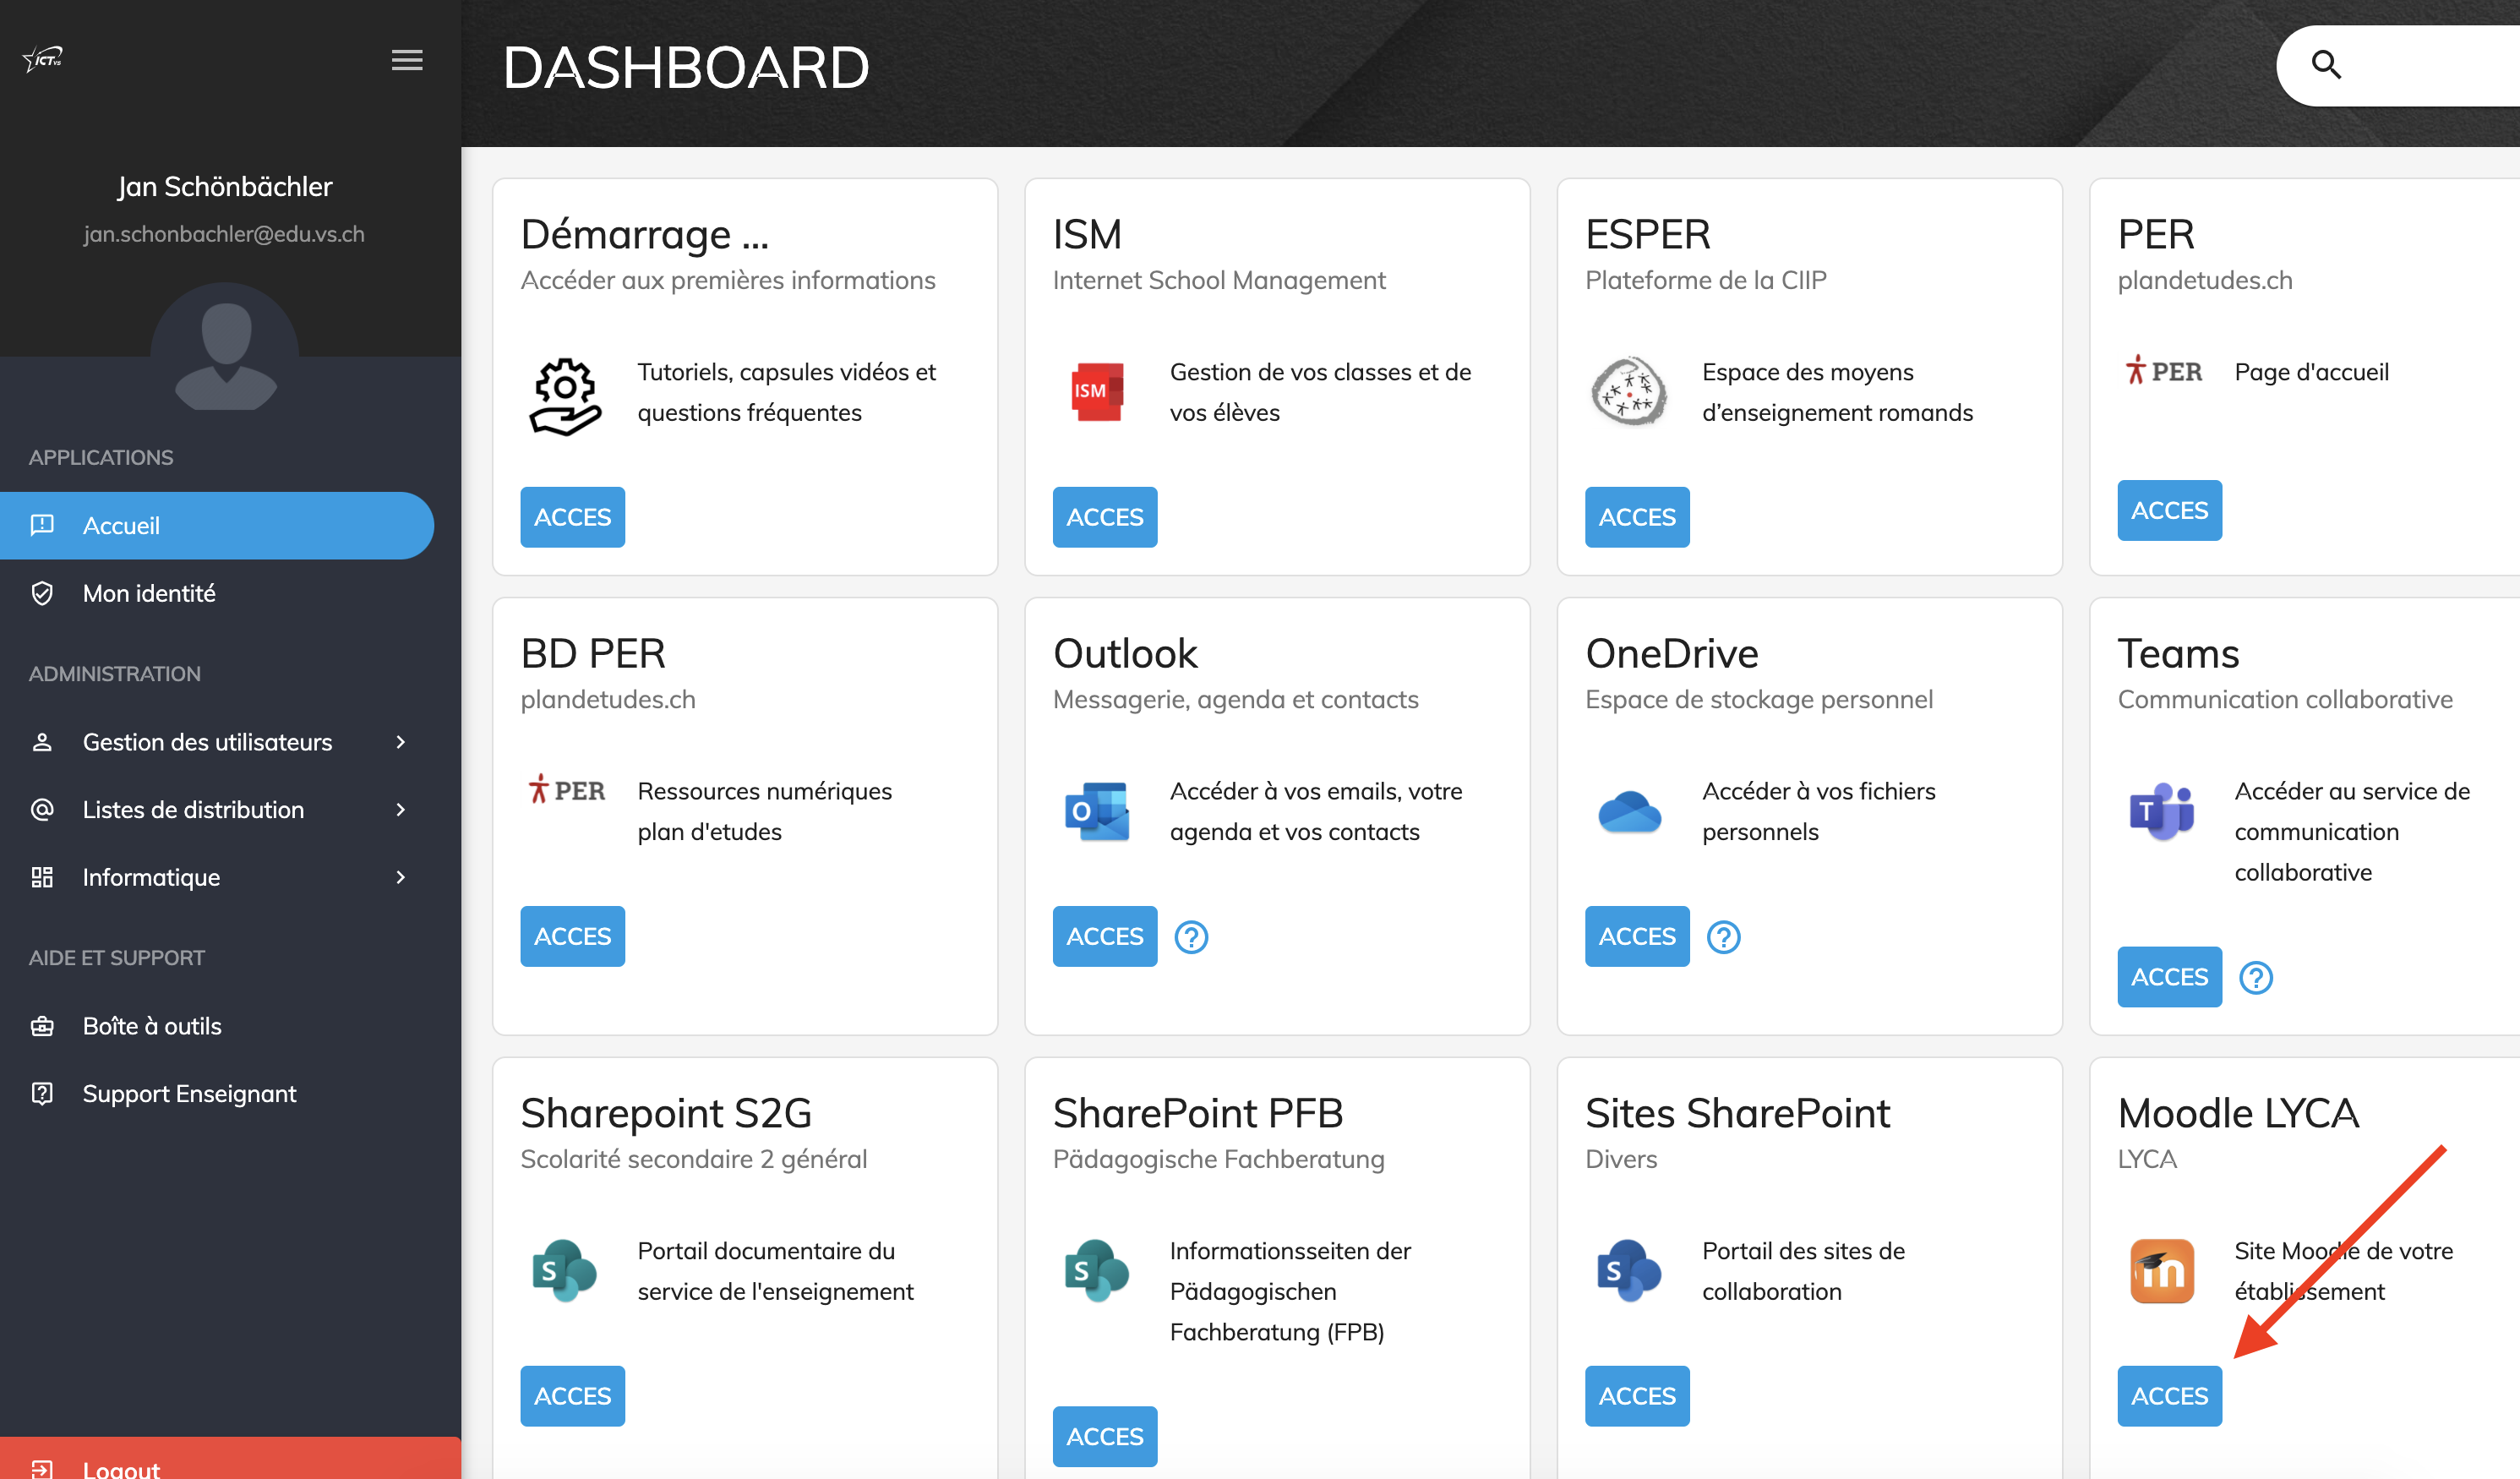 ICTVS
DASHBOARD
Jan Schönbächler
jan.schonbachler@edu.vs.ch
APPLICATIONS
Accueil
Mon identité
ADMINISTRATION
Gestion des utilisateurs
Listes de distribution
Informatique
AIDE ET SUPPORT
Boîte à outils
Support Enseignant
Logout
Démarrage ...
Accéder aux premières informations
Tutoriels, capsules vidéos et
questions fréquentes
ACCES
ISM
Internet School Management
ISM
Gestion de vos classes et de
vos élèves
ACCES
ESPER
Plateforme de la CIIP
Espace des moyens
d’enseignement romands
ACCES
PER
plandetudes.ch
PER
Page d'accueil
ACCES
BD PER
plandetudes.ch
PER
Ressources numériques
plan d'etudes
ACCES
Outlook
Messagerie, agenda et contacts
O
Accéder à vos emails, votre
agenda et vos contacts
ACCES
?
OneDrive
Espace de stockage personnel
Accéder à vos fichiers
personnels
ACCES
?
Teams
Communication collaborative
T
Accéder au service de
communication
collaborative
ACCES
?
Sharepoint S2G
Scolarité secondaire 2 général
S
Portail documentaire du
service de l'enseignement
ACCES
SharePoint PFB
Pädagogische Fachberatung
S
Informationsseiten der
Pädagogischen
Fachberatung (FPB)
ACCES
Sites SharePoint
Divers
S
Portail des sites de
collaboration
ACCES
Moodle LYCA
LYCA
m
Site Moodle de votre
établissement
ACCES